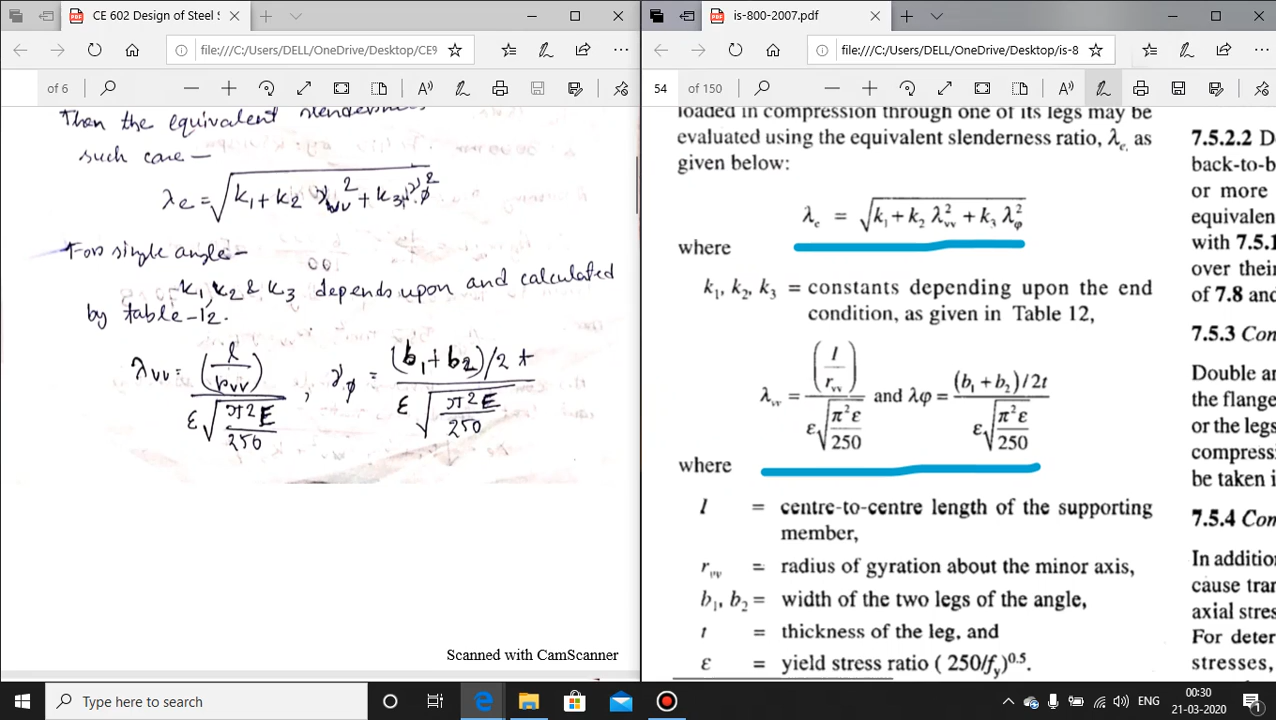 CE 602 Design of Steel S
file:///C:/Users/DELL/OneDrive/Desktop/CE9
of 6
Then the equivalent slenderness
such case —
λe = √k1 + k2 λvv² + k3 λφ²
For single angle -
k1, k2 & k3 depends upon and calculated
by table-12.
λvv = (l/rvv) / ε√(π2E/250) , λφ = (b1+b2)/2t / ε√(π2E/250)
Scanned with CamScanner
is-800-2007.pdf
file:///C:/Users/DELL/OneDrive/Desktop/is-8
54 of 150
loaded in compression through one of its legs may be
evaluated using the equivalent slenderness ratio, λe, as
given below:
λe = √k1 + k2 λ²vv + k3 λ²φ
where
k1, k2, k3 = constants depending upon the end
condition, as given in Table 12,
λvv = (l/rvv) / ε√(π²ε/250) and λφ = (b1 + b2)/2t / ε√(π²ε/250)
where
l = centre-to-centre length of the supporting
member,
rvv = radius of gyration about the minor axis,
b1, b2 = width of the two legs of the angle,
t = thickness of the leg, and
ε = yield stress ratio (250/fy)0.5.
7.5.2.2 D
back-to-b
or more
equivalen
with 7.5.1
over their
of 7.8 and
7.5.3 Con
Double an
the flange
or the legs
compress
be taken i
7.5.4 Con
In addition
cause tran
axial stres
For deter
stresses,
Type here to search
ENG
00:30
21-03-2020
1